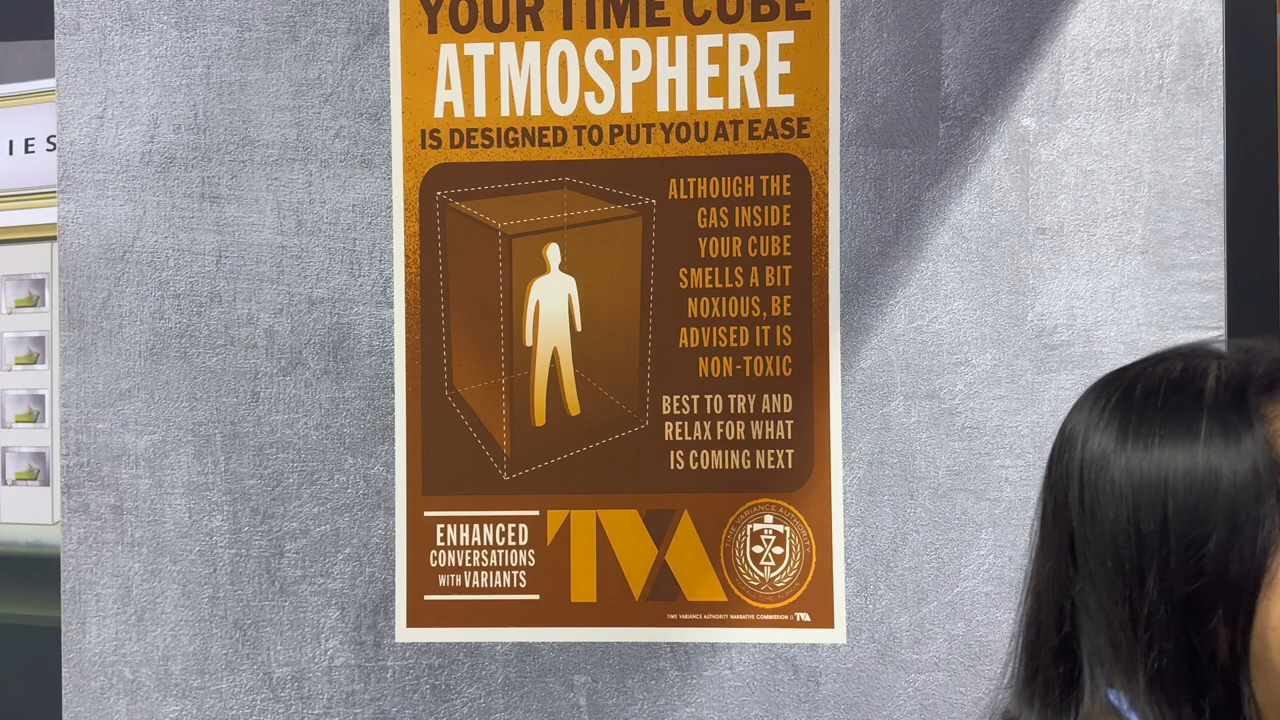 IES
YOUR TIME CUBE
ATMOSPHERE
IS DESIGNED TO PUT YOU AT EASE
ALTHOUGH THE
GAS INSIDE
YOUR CUBE
SMELLS A BIT
NOXIOUS, BE
ADVISED IT IS
NON-TOXIC
BEST TO TRY AND
RELAX FOR WHAT
IS COMING NEXT
ENHANCED
CONVERSATIONS
WITH VARIANTS
TVA
TIME VARIANCE AUTHORITY
TIME VARIANCE AUTHORITY NARRATIVE COMMISSION TVA